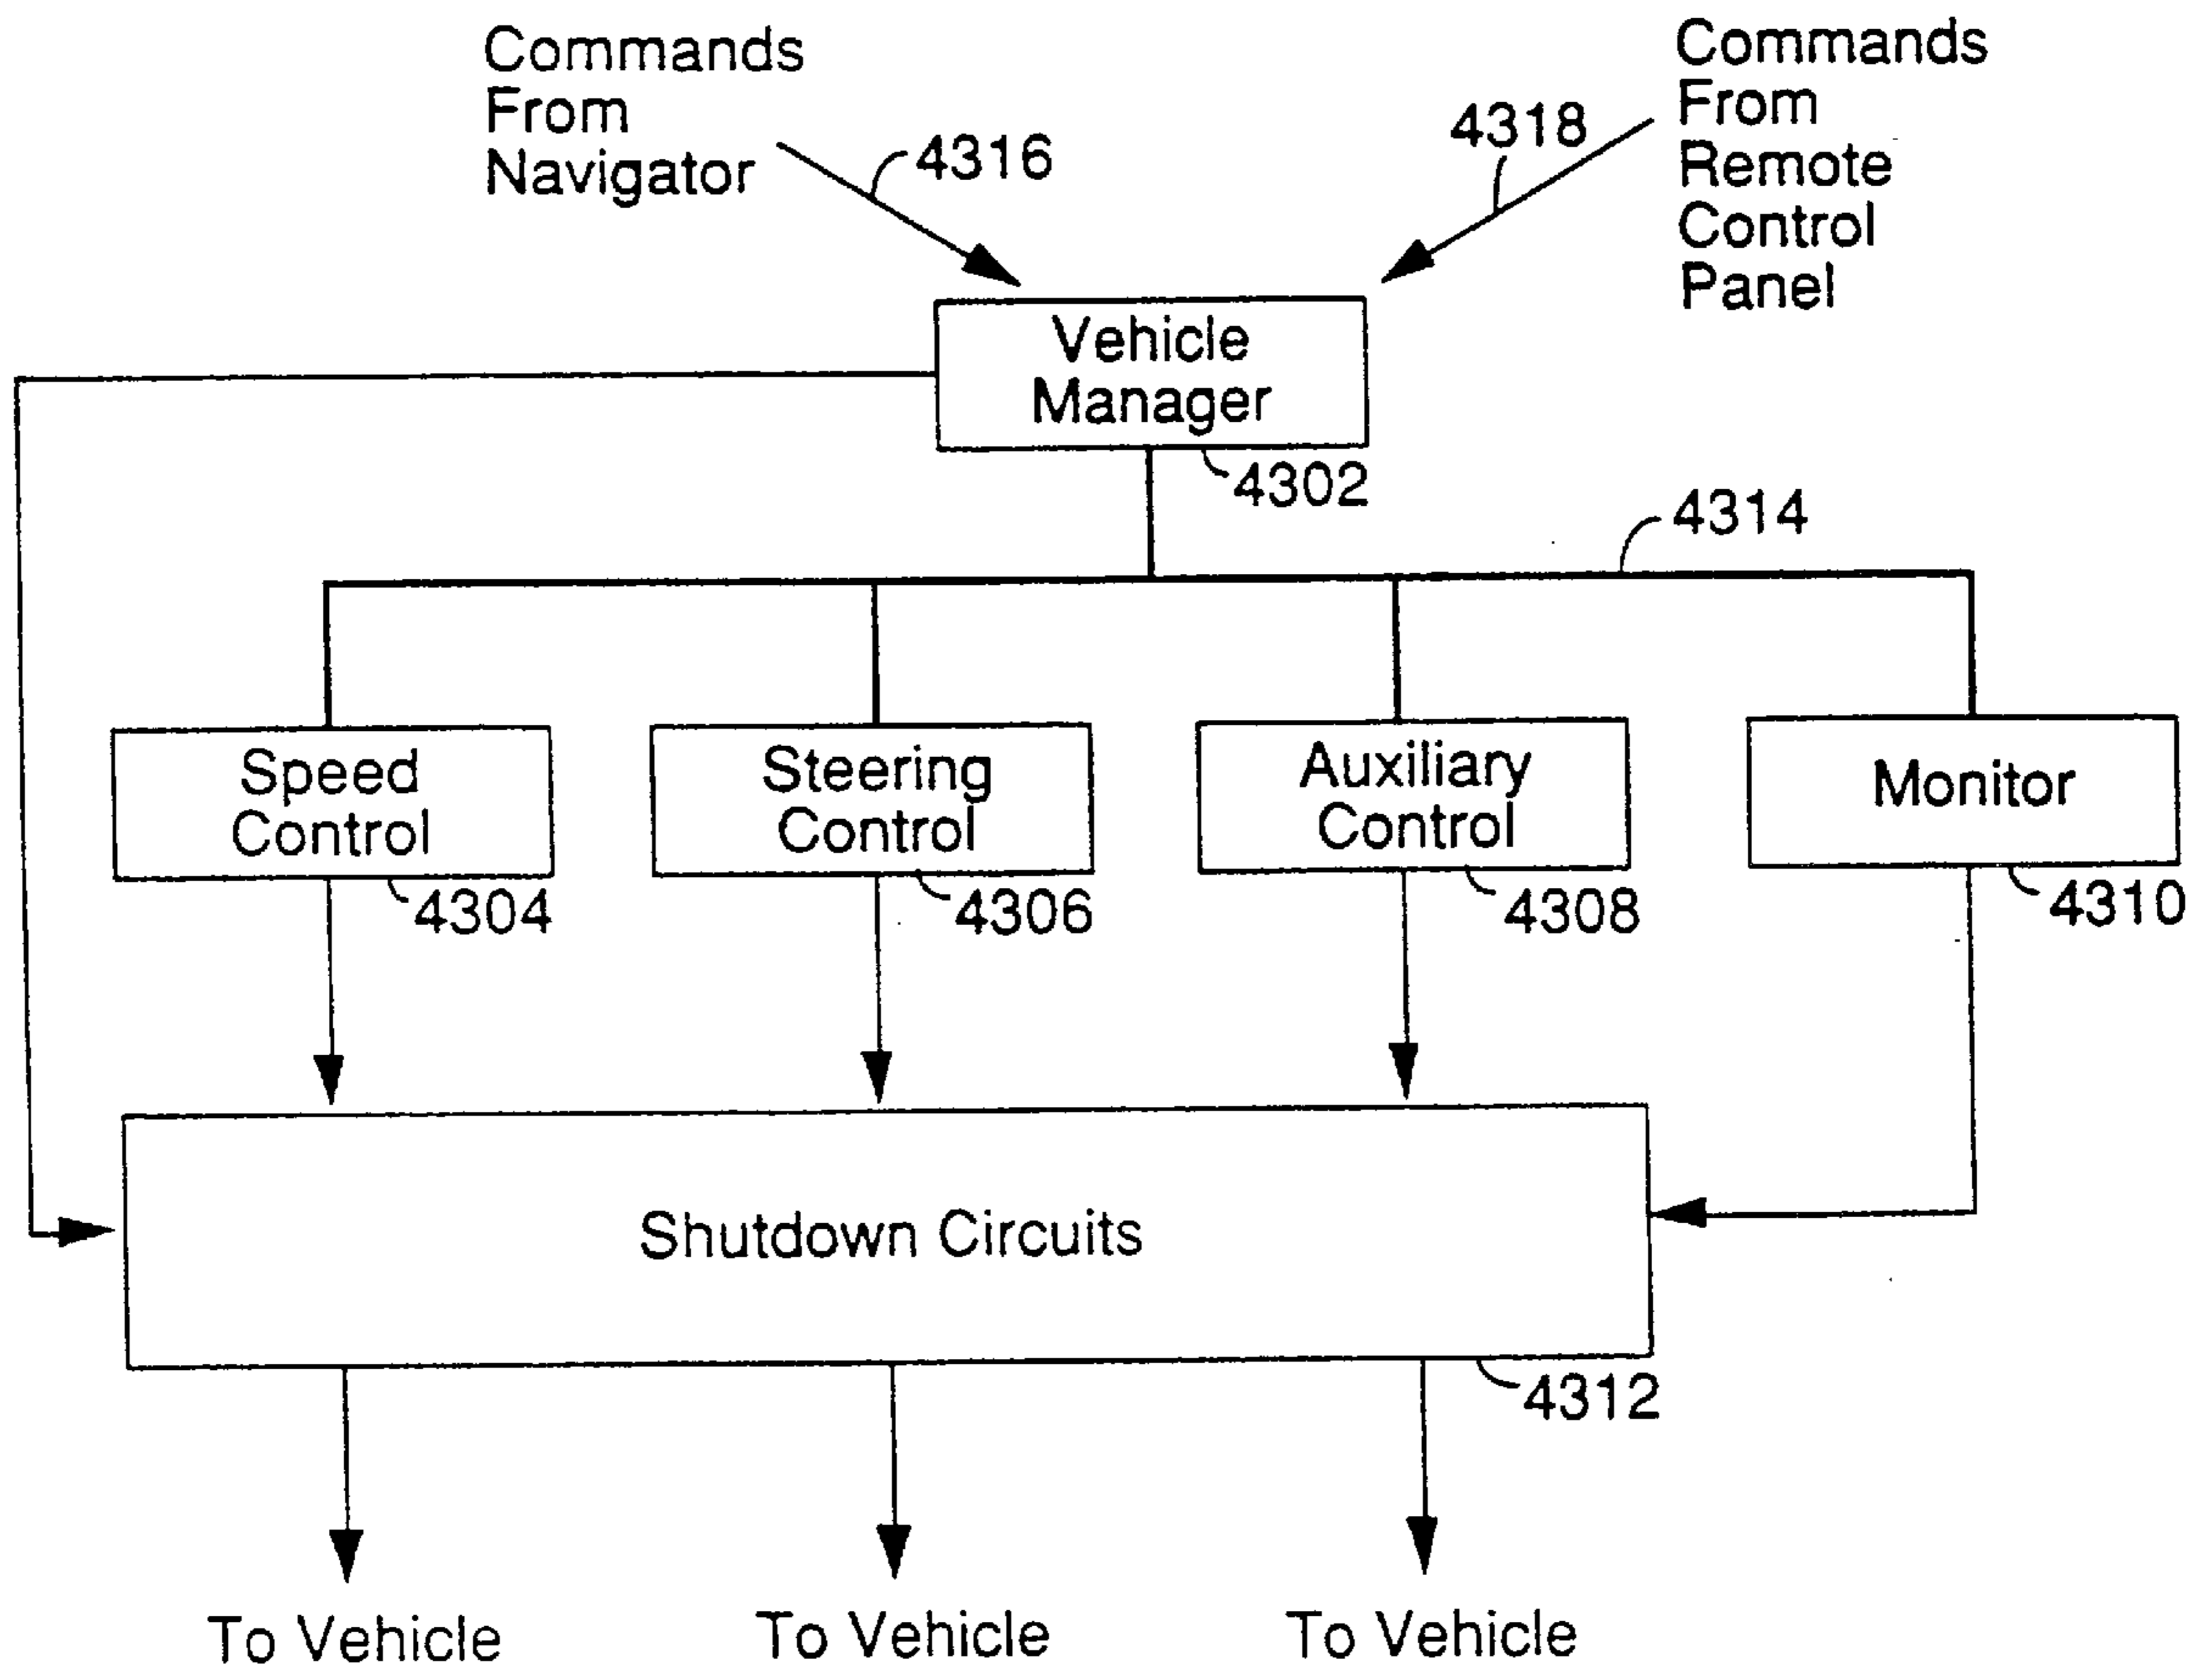 Commands
From
Navigator
4316
4318
Commands
From
Remote
Control
Panel
Vehicle
Manager
4302
4314
Speed
Control
4304
Steering
Control
4306
Auxiliary
Control
4308
Monitor
4310
Shutdown Circuits
4312
To Vehicle
To Vehicle
To Vehicle